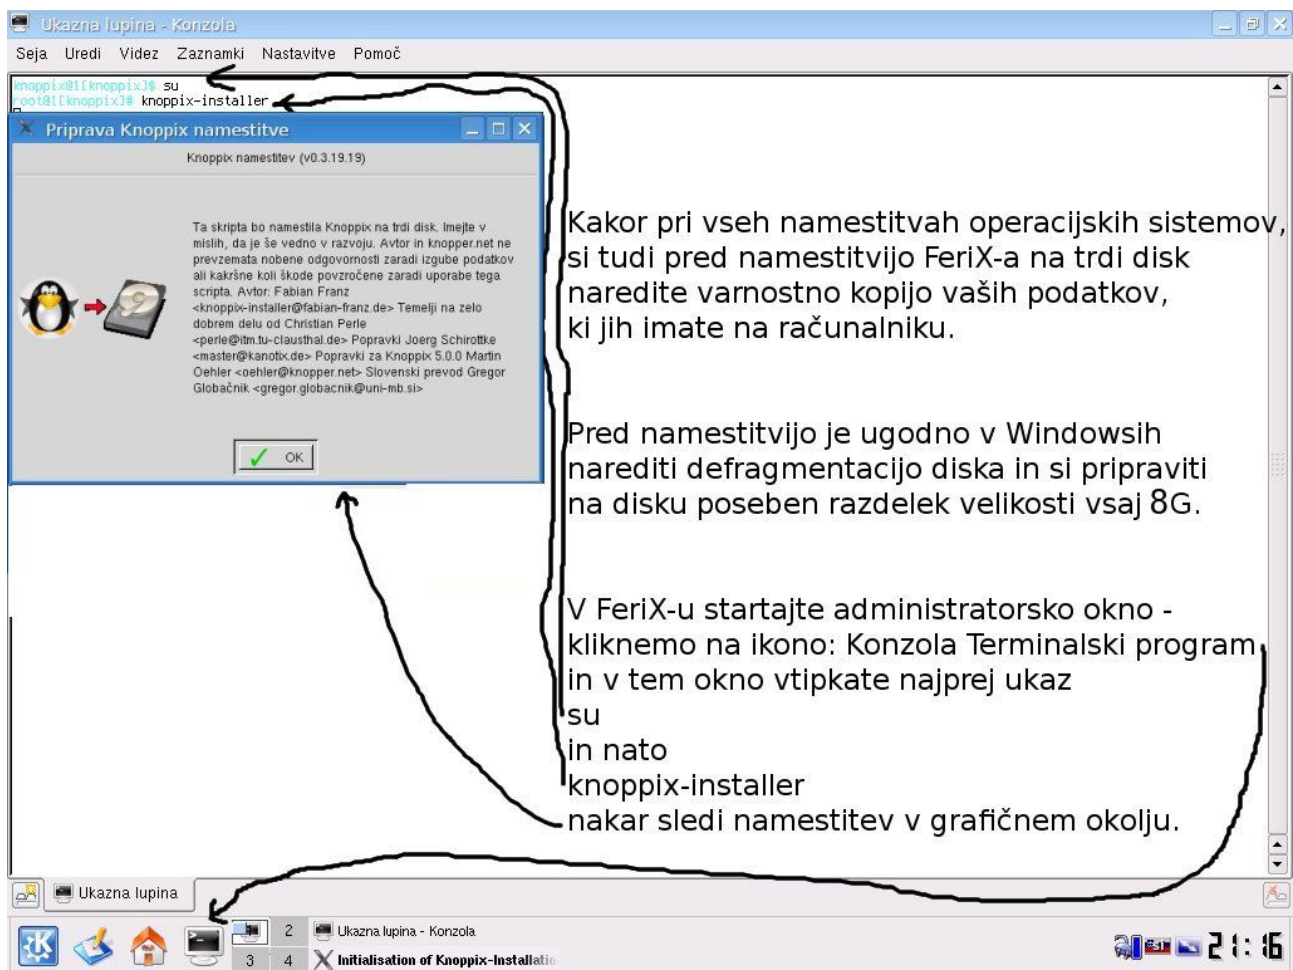 Ukazna lupina - Konzola
Seja Uredi Videz Zaznamki Nastavitve Pomoč
knoppix@1[knoppix]$ su
root@1[knoppix]# knoppix-installer
Priprava Knoppix namestitve
Knoppix namestitev (v0.3.19.19)
Ta skripta bo namestila Knoppix na trdi disk. Imejte v
mislih, da je še vedno v razvoju. Avtor in knopper.net ne
prevzemata nobene odgovornosti zaradi izgube podatkov
ali kakršne koli škode povzročene zaradi uporabe tega
scripta. Avtor: Fabian Franz
<knoppix-installer@fabian-franz.de> Temelji na zelo
dobrem delu od Christian Perle
<perle@itm.tu-clausthal.de> Popravki Joerg Schirottke
<master@kanotix.de> Popravki za Knoppix 5.0.0 Martin
Oehler <oehler@knopper.net> Slovenski prevod Gregor
Globačnik <gregor.globacnik@uni-mb.si>
OK
Kakor pri vseh namestitvah operacijskih sistemov,
si tudi pred namestitvijo FeriX-a na trdi disk
naredite varnostno kopijo vaših podatkov,
ki jih imate na računalniku.
Pred namestitvijo je ugodno v Windowsih
narediti defragmentacijo diska in si pripraviti
na disku poseben razdelek velikosti vsaj 8G.
V FeriX-u startajte administratorsko okno -
kliknemo na ikono: Konzola Terminalski program
in v tem okno vtipkate najprej ukaz
su
in nato
knoppix-installer
nakar sledi namestitev v grafičnem okolju.
Ukazna lupina
2 Ukazna lupina - Konzola
3 4 Initialisation of Knoppix-Installatio
21:16